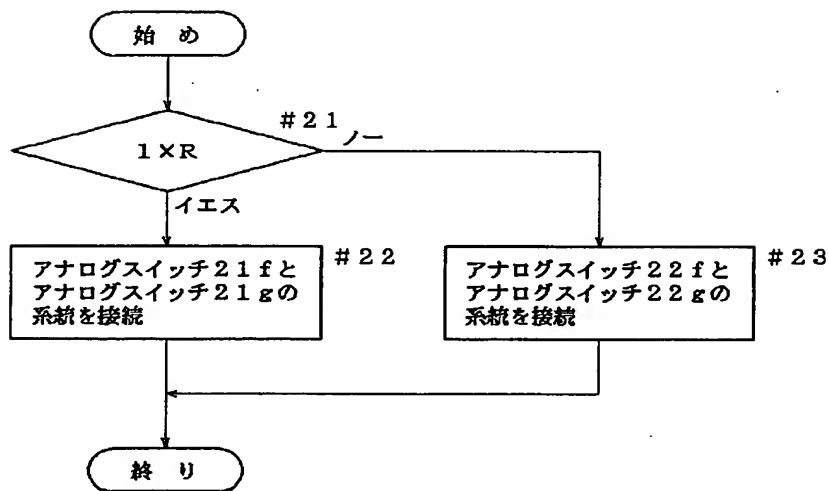 始 め
#21
1×R
ノー
イエス
アナログスイッチ21fと
アナログスイッチ21gの
系統を接続
#22
アナログスイッチ22fと
アナログスイッチ22gの
系統を接続
#23
終 り